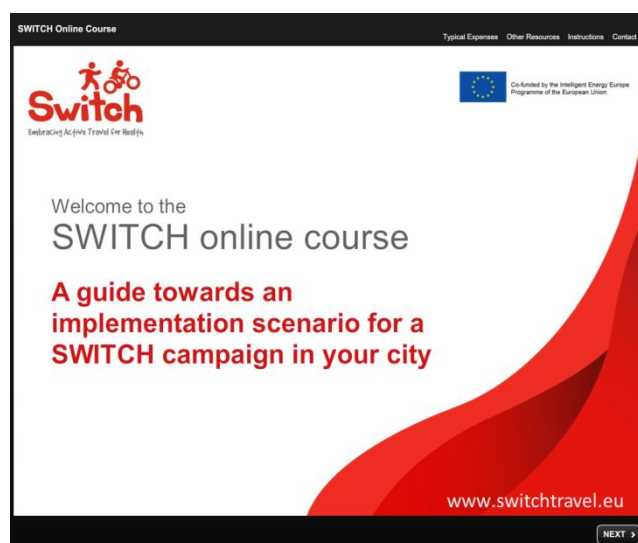 SWITCH Online Course
Typical Expenses Other Resources Instructions Contact
Switch
Embracing Active Travel for Health
Co-funded by the Intelligent Energy Europe
Programme of the European Union
Welcome to the
SWITCH online course
A guide towards an
implementation scenario for a
SWITCH campaign in your city
www.switchtravel.eu
NEXT >